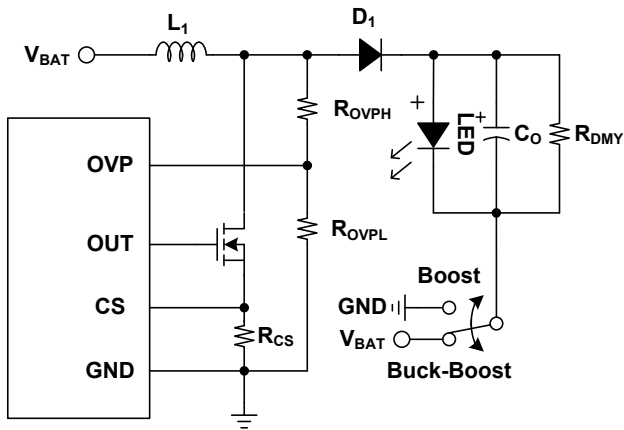 L1
D1
VBAT
ROVPH
+
LED
+
CO
RDMY
OVP
ROVPL
OUT
CS
RCS
GND
Boost
GND
VBAT
Buck-Boost